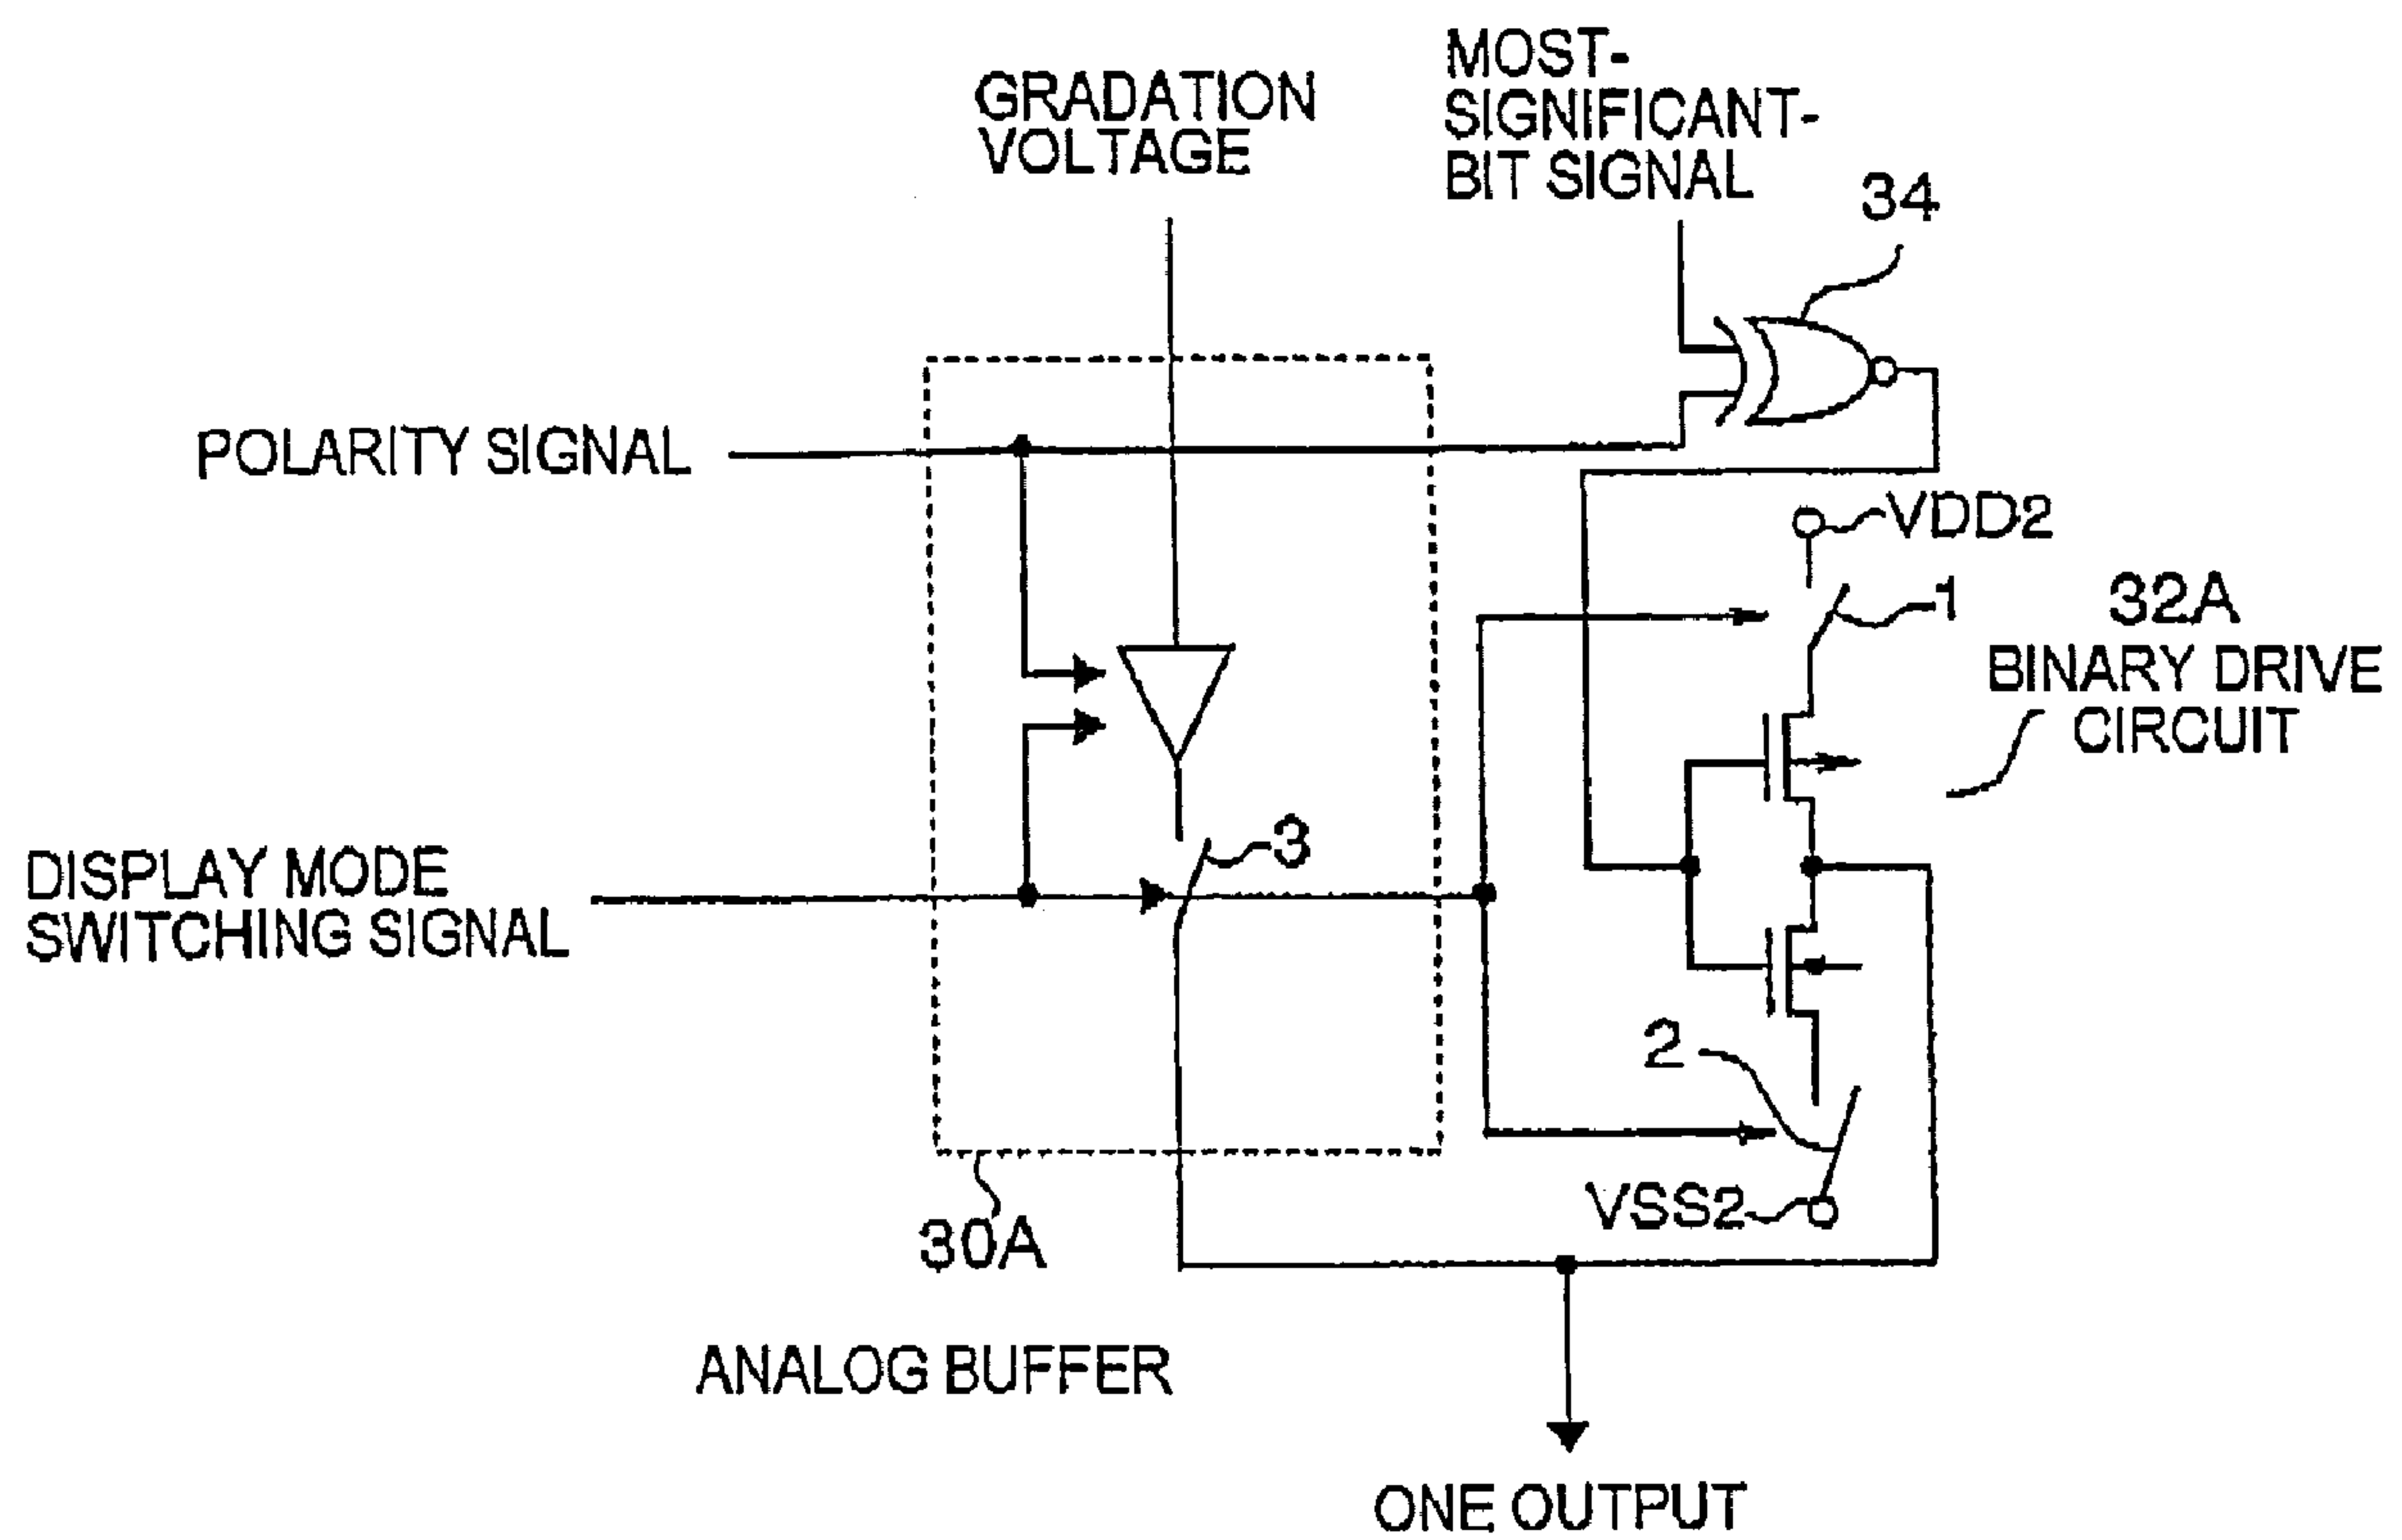 GRADATION
VOLTAGE
MOST-
SIGNIFICANT-
BIT SIGNAL
34
POLARITY SIGNAL
VDD2
1
32A
BINARY DRIVE
CIRCUIT
3
DISPLAY MODE
SWITCHING SIGNAL
2
VSS2
30A
ANALOG BUFFER
ONE OUTPUT